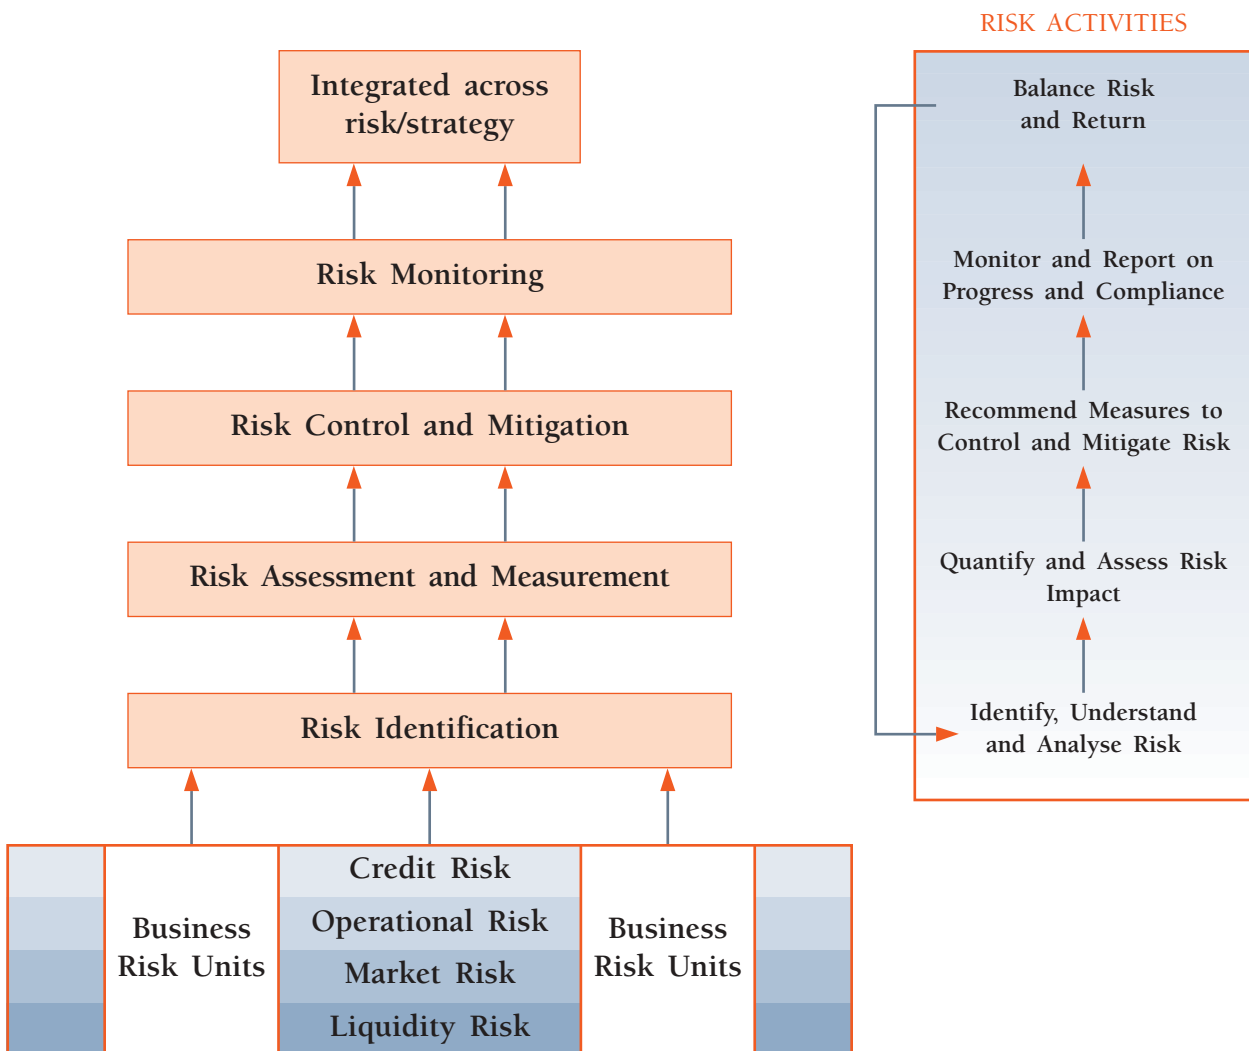 RISK ACTIVITIES
Integrated across
risk/strategy
Risk Monitoring
Risk Control and Mitigation
Risk Assessment and Measurement
Risk Identification
Business
Risk Units
Credit Risk
Operational Risk
Market Risk
Liquidity Risk
Business
Risk Units
Balance Risk
and Return
Monitor and Report on
Progress and Compliance
Recommend Measures to
Control and Mitigate Risk
Quantify and Assess Risk
Impact
Identify, Understand
and Analyse Risk